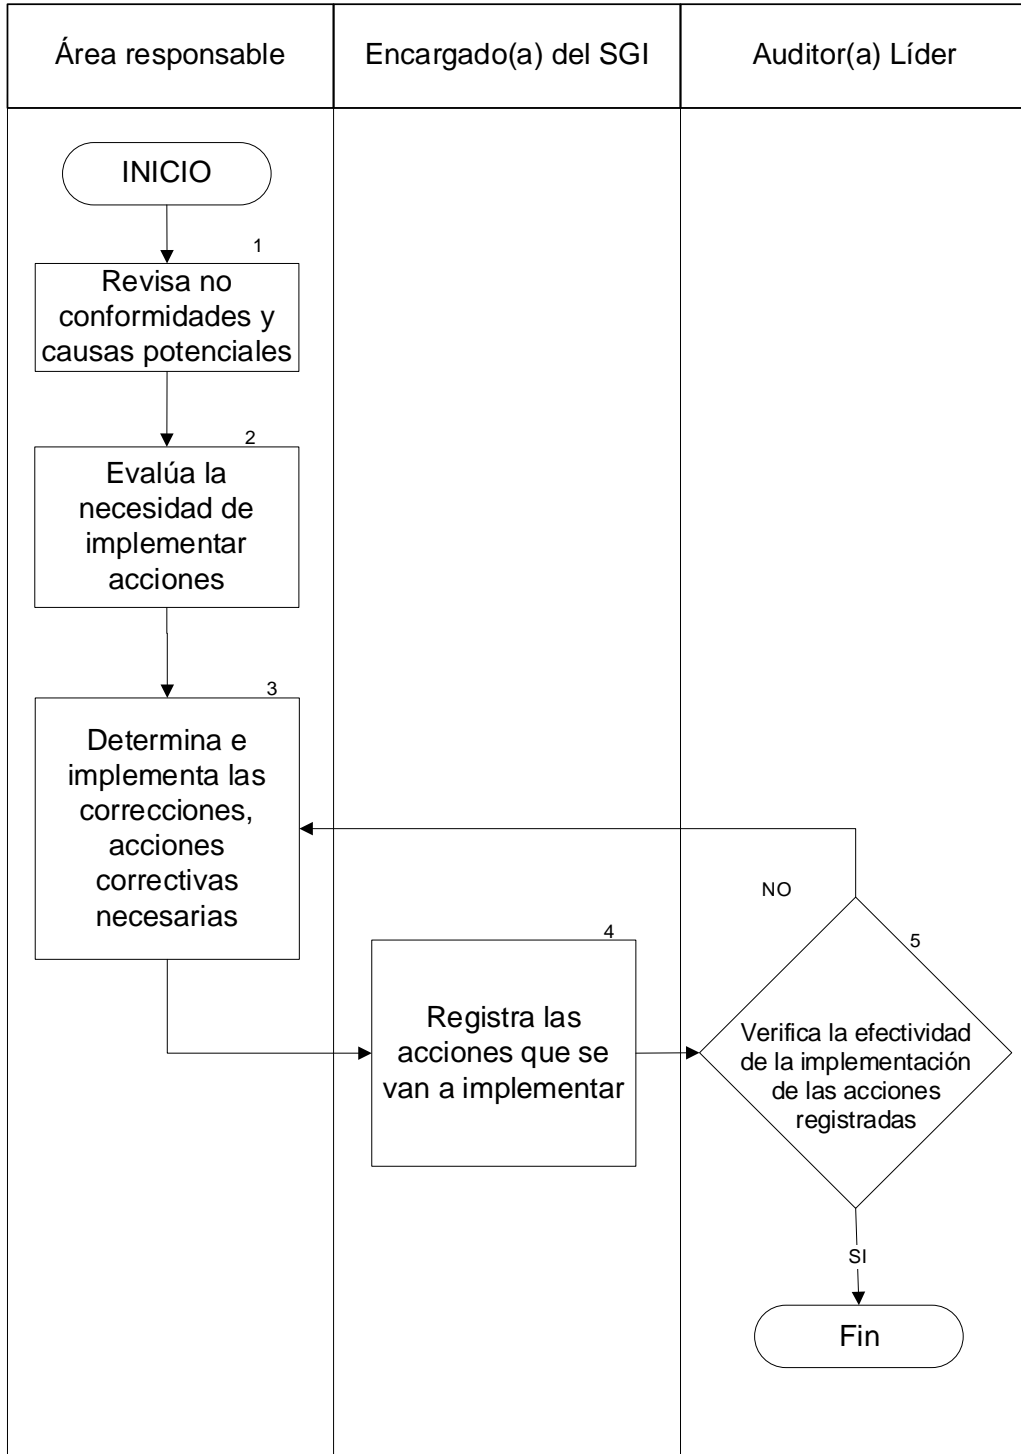 Área responsable
Encargado(a) del SGI
Auditor(a) Líder
INICIO
1
Revisa no
conformidades y
causas potenciales
2
Evalúa la
necesidad de
implementar
acciones
3
Determina e
implementa las
correcciones,
acciones
correctivas
necesarias
4
Registra las
acciones que se
van a implementar
NO
5
Verifica la efectividad
de la implementación
de las acciones
registradas
SI
Fin